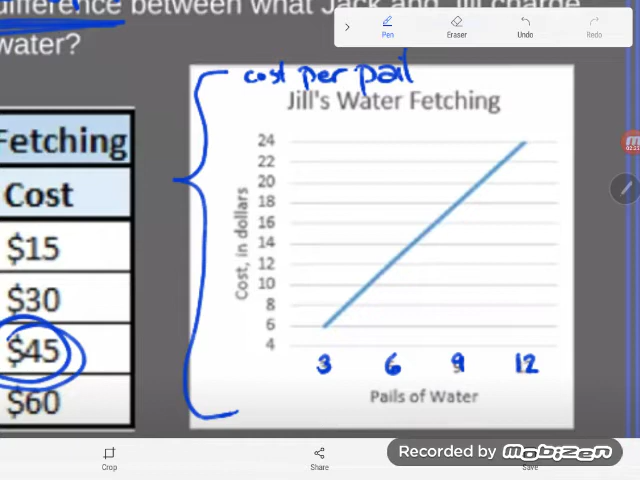 difference between what Jack and Jill charge
water?
Pen
Eraser
Undo
Redo
cost per pail
Jill's Water Fetching
Fetching
Cost
$15
$30
$45
$60
Cost, in dollars
24
22
20
18
16
14
12
10
8
6
4
3 6 9 12
Pails of Water
Recorded by Mobizen
Crop
Share
Save